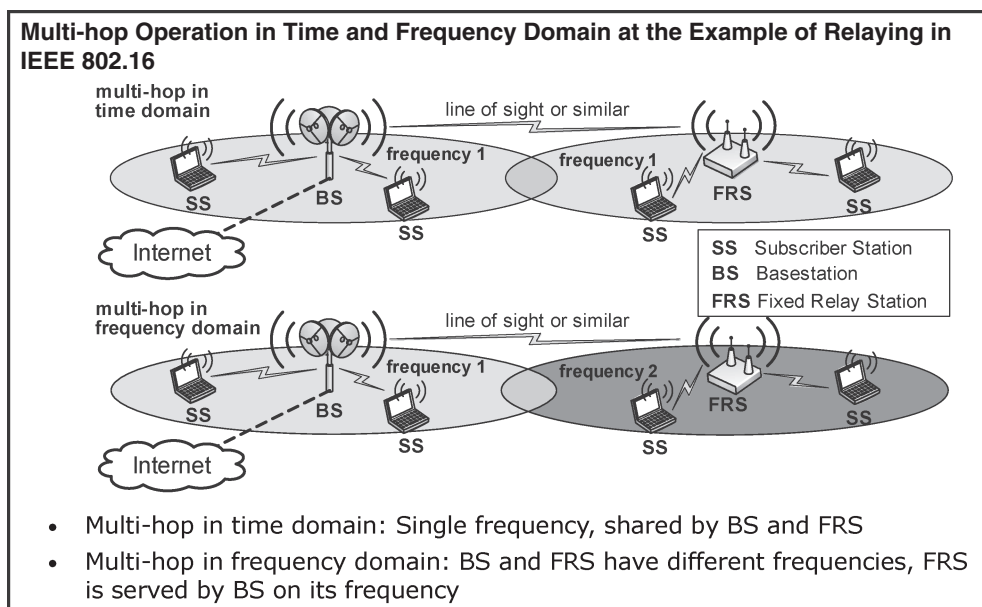 Multi-hop Operation in Time and Frequency Domain at the Example of Relaying in
IEEE 802.16
multi-hop in
time domain
line of sight or similar
frequency 1
frequency 1
SS
BS
SS
SS
FRS
SS
Internet
SS Subscriber Station
BS Basestation
FRS Fixed Relay Station
multi-hop in
frequency domain
line of sight or similar
frequency 1
frequency 2
SS
BS
SS
SS
FRS
SS
Internet
• Multi-hop in time domain: Single frequency, shared by BS and FRS
• Multi-hop in frequency domain: BS and FRS have different frequencies, FRS
is served by BS on its frequency